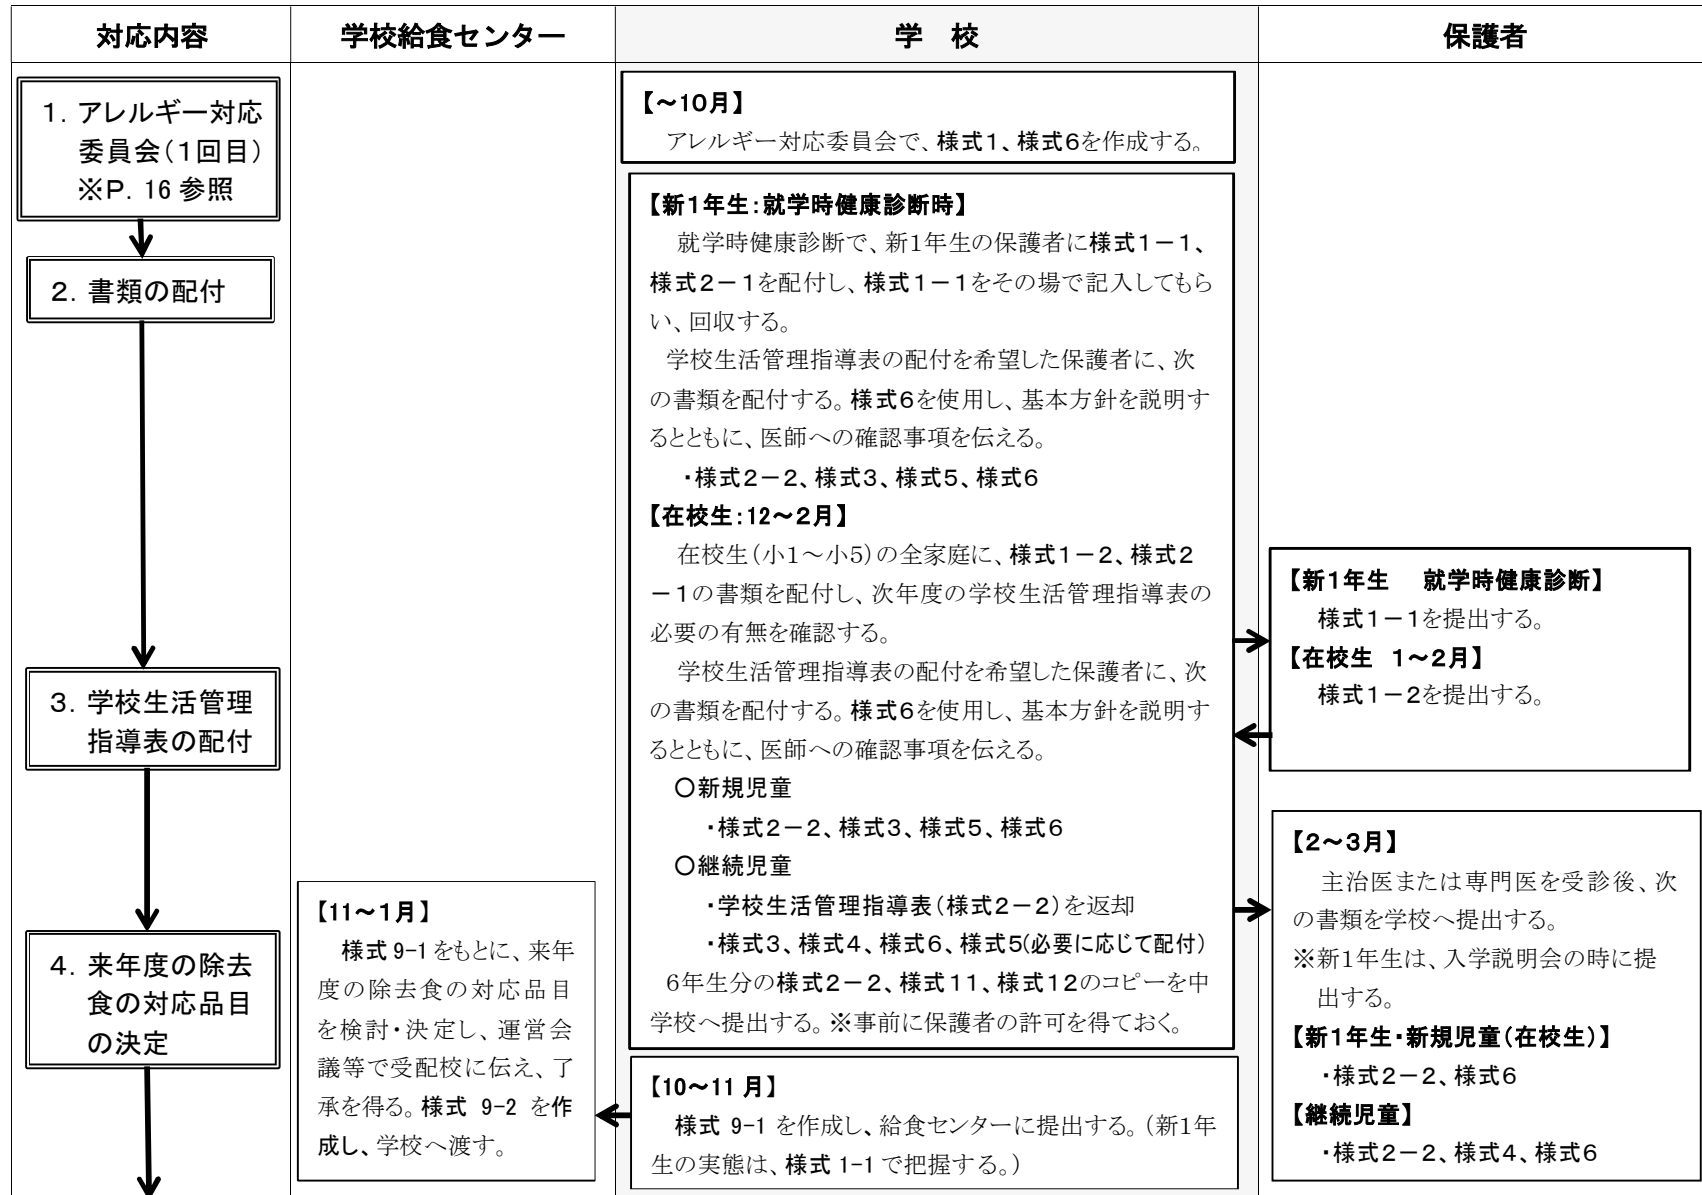 対応内容
学校給食センター
学　校
保護者
1．アレルギー対応
委員会（1回目）
※P．16 参照
2．書類の配付
3．学校生活管理
指導表の配付
4．来年度の除去
食の対応品目
の決定
【11～1月】
様式 9-1 をもとに、来年
度の除去食の対応品目
を検討・決定し、運営会
議等で受配校に伝え、了
承を得る。様式 9-2 を作
成し、学校へ渡す。
【～10月】
アレルギー対応委員会で、様式1、様式6を作成する。
【新1年生：就学時健康診断時】
就学時健康診断で、新1年生の保護者に様式1－1、
様式2－1を配付し、様式1－1をその場で記入してもら
い、回収する。
学校生活管理指導表の配付を希望した保護者に、次
の書類を配付する。様式6を使用し、基本方針を説明す
るとともに、医師への確認事項を伝える。
・様式2－2、様式3、様式5、様式6
【在校生：12～2月】
在校生（小1～小5）の全家庭に、様式1－2、様式2
－1の書類を配付し、次年度の学校生活管理指導表の
必要の有無を確認する。
学校生活管理指導表の配付を希望した保護者に、次
の書類を配付する。様式6を使用し、基本方針を説明す
るとともに、医師への確認事項を伝える。
〇新規児童
・様式2－2、様式3、様式5、様式6
〇継続児童
・学校生活管理指導表（様式2－2）を返却
・様式3、様式4、様式6、様式5(必要に応じて配付)
6年生分の様式2－2、様式11、様式12のコピーを中
学校へ提出する。※事前に保護者の許可を得ておく。
【10～11 月】
様式 9-1 を作成し、給食センターに提出する。（新1年
生の実態は、様式 1-1 で把握する。）
【新1年生　就学時健康診断】
様式1－1を提出する。
【在校生 1～2月】
様式1－2を提出する。
【2～3月】
主治医または専門医を受診後、次
の書類を学校へ提出する。
※新1年生は、入学説明会の時に提
出する。
【新1年生・新規児童（在校生）】
・様式2－2、様式6
【継続児童】
・様式2－2、様式4、様式6